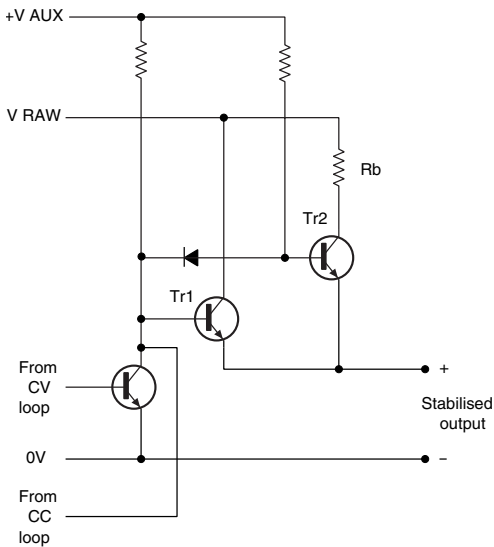 +V AUX
V RAW
Rb
Tr2
Tr1
From
CV
loop
+
Stabilised
output
0V
–
From
CC
loop